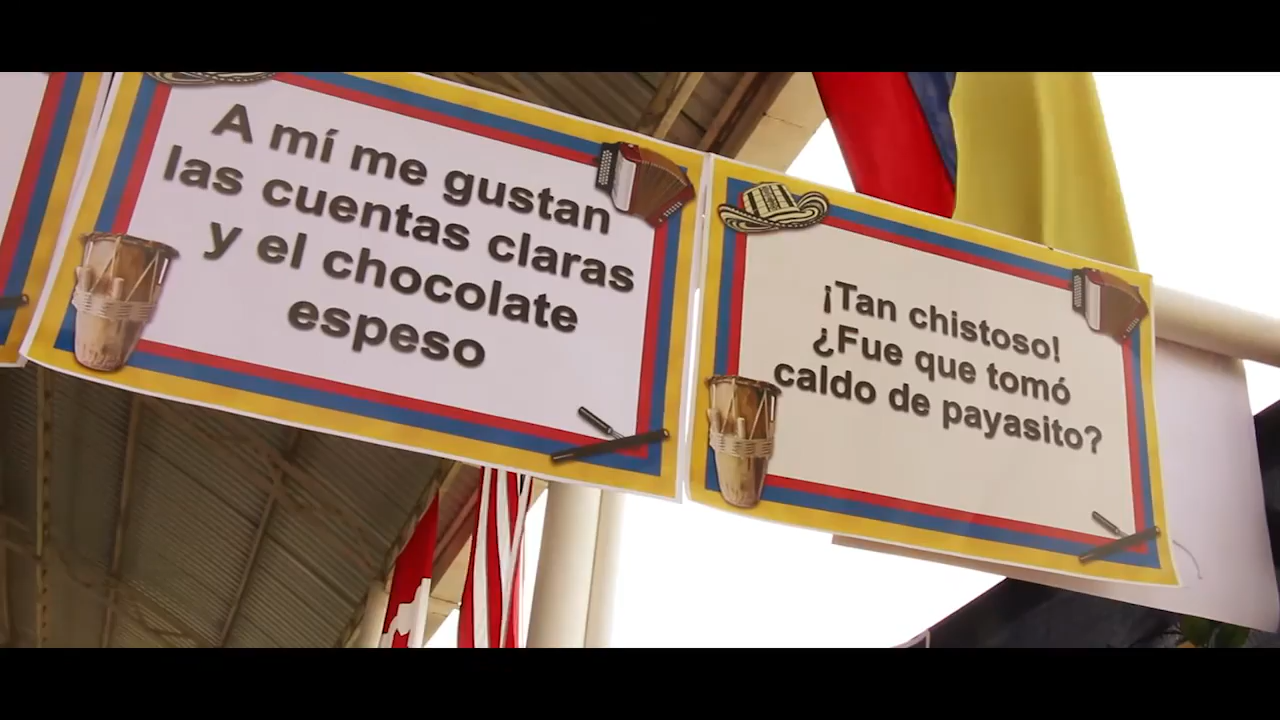 A mí me gustan
las cuentas claras
y el chocolate
espeso
¡Tan chistoso!
¿Fue que tomó
caldo de payasito?